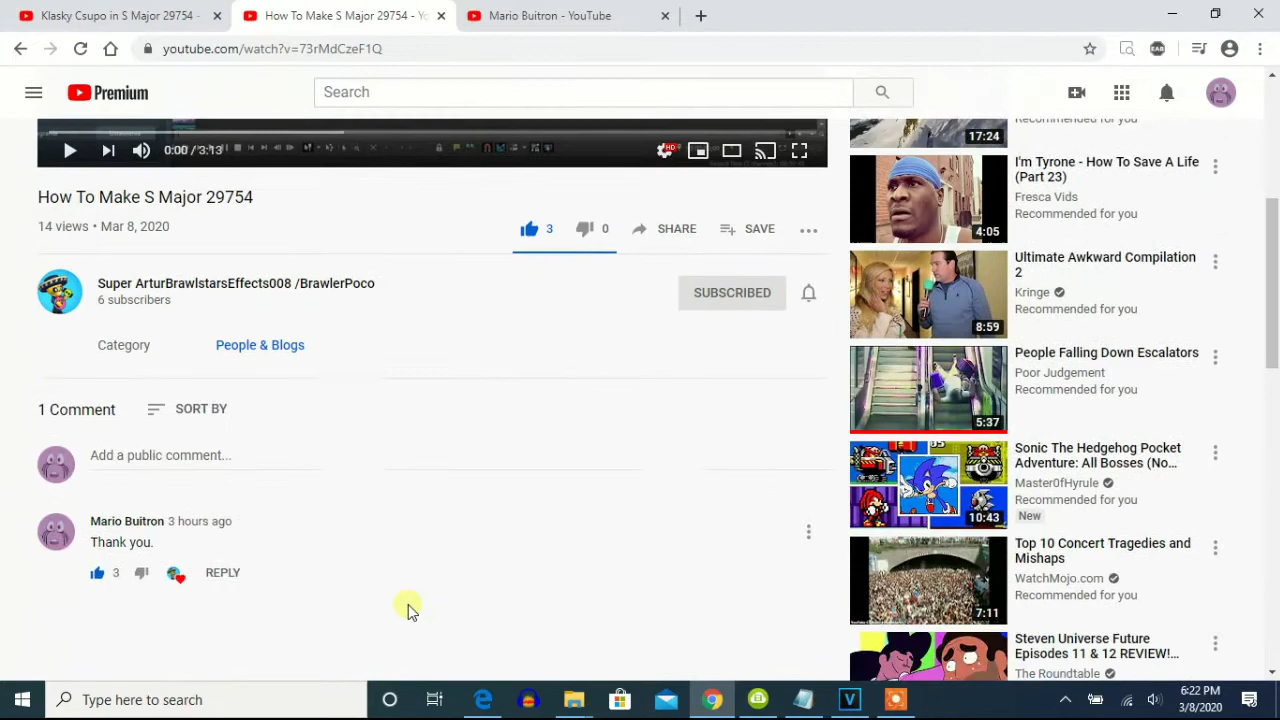 Klasky Csupo in S Major 29754 -
How To Make S Major 29754 - Yo
Mario Buitron - YouTube
youtube.com/watch?v=73rMdCzeF1Q
EAB
Premium
Search
0:00 / 3:13
HD
17:24
Recommended for you
How To Make S Major 29754
14 views • Mar 8, 2020
3
0
SHARE
SAVE
Super ArturBrawlstarsEffects008 /BrawlerPoco
6 subscribers
SUBSCRIBED
Category
People & Blogs
1 Comment
SORT BY
Add a public comment...
Mario Buitron 3 hours ago
Thank you.
3
REPLY
I'm Tyrone - How To Save A Life
(Part 23)
Fresca Vids
Recommended for you
4:05
Ultimate Awkward Compilation
2
Kringe
Recommended for you
8:59
People Falling Down Escalators
Poor Judgement
Recommended for you
5:37
Sonic The Hedgehog Pocket
Adventure: All Bosses (No...
Master0fHyrule
Recommended for you
New
10:43
Top 10 Concert Tragedies and
Mishaps
WatchMojo.com
Recommended for you
7:11
Steven Universe Future
Episodes 11 & 12 REVIEW!...
The Roundtable
Type here to search
V
6:22 PM
3/8/2020